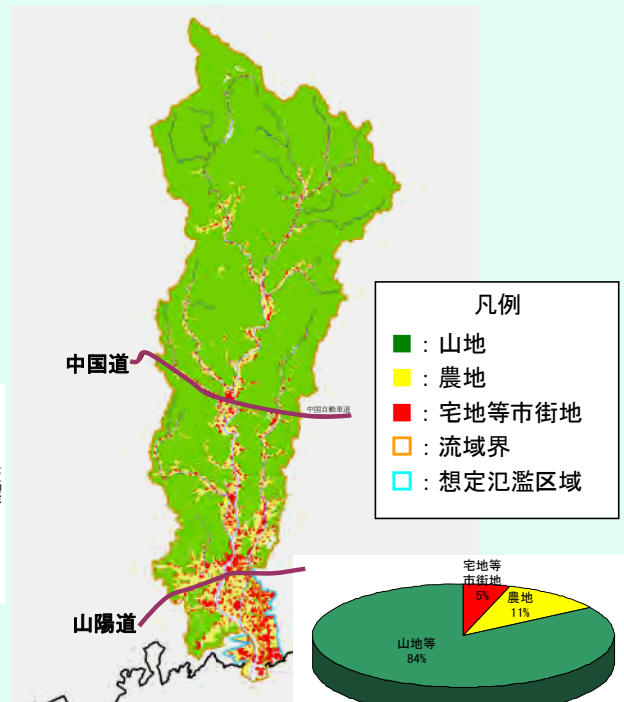 中国道
中国自動車道
凡例
：山地
：農地
：宅地等市街地
：流域界
：想定氾濫区域
山陽道
宅地等
市街地
5%
農地
11%
山地等
84%